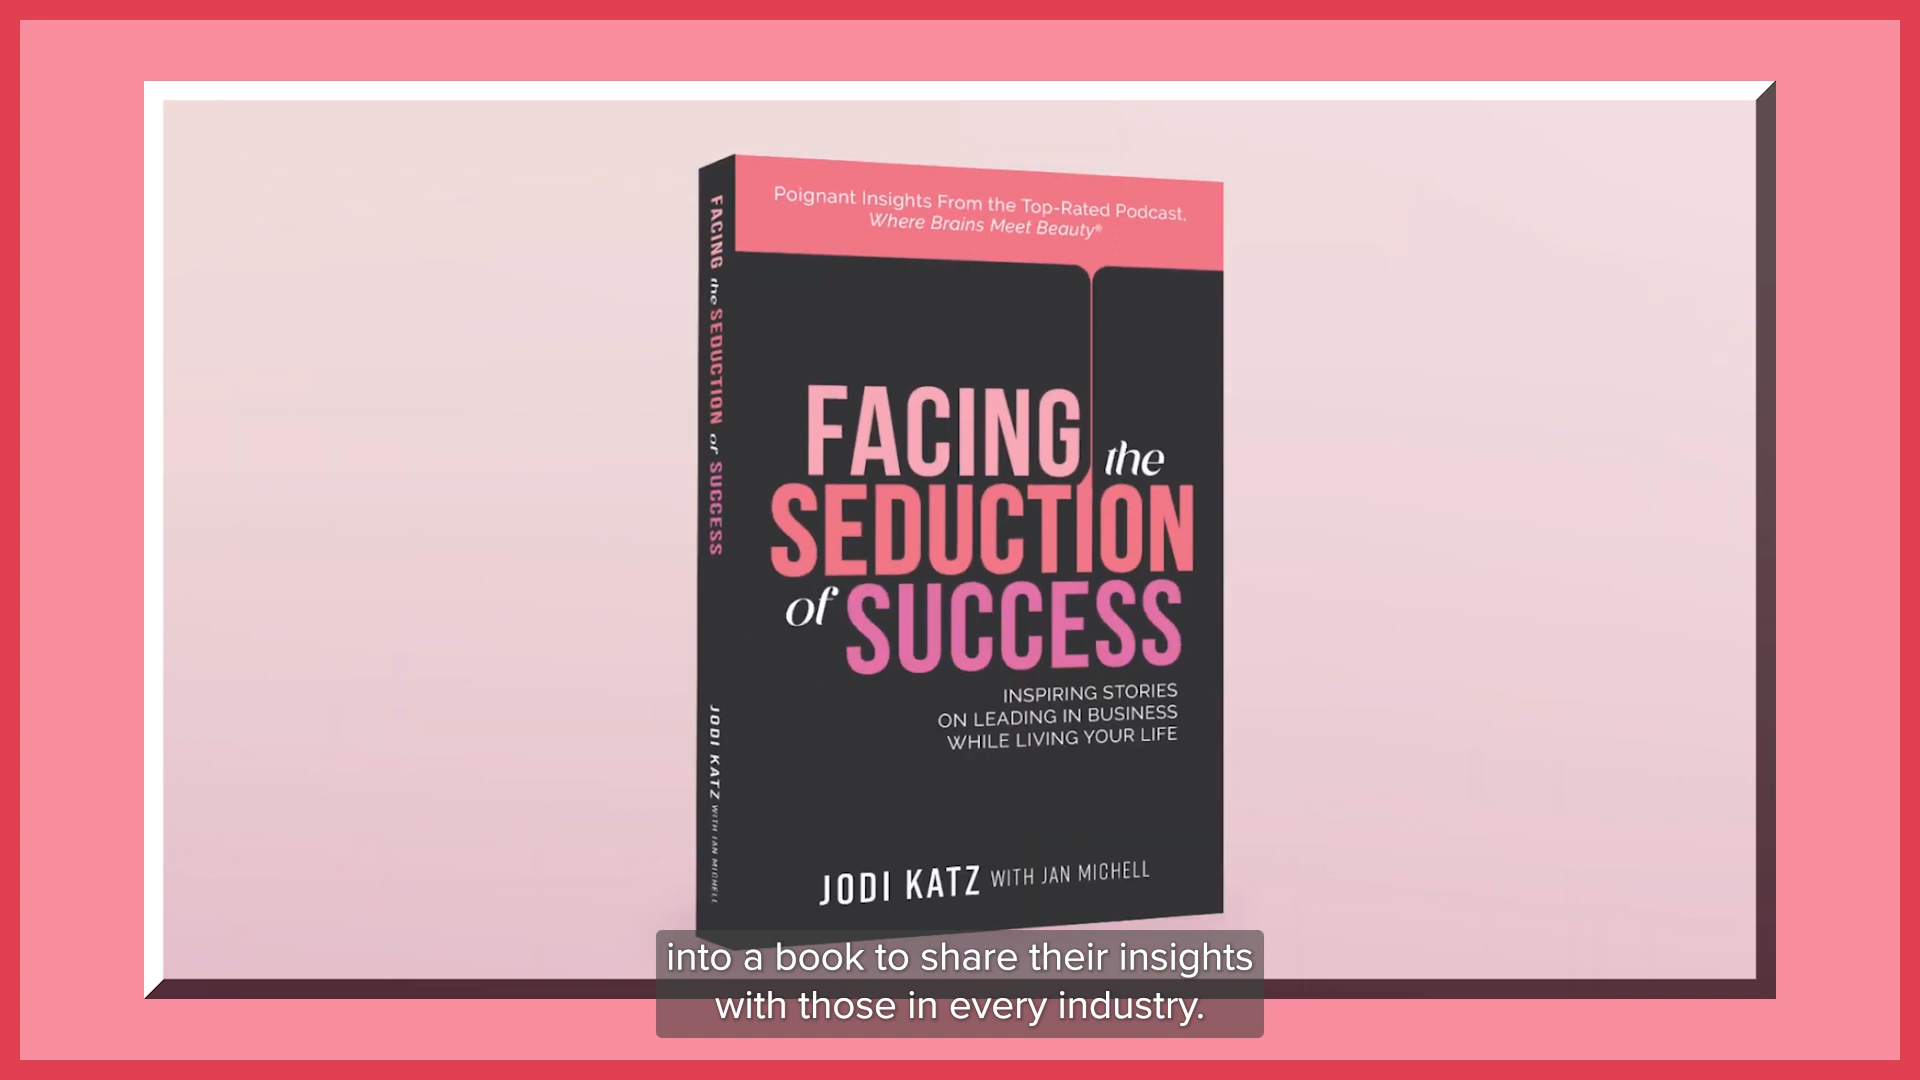 Poignant Insights From the Top-Rated Podcast,
Where Brains Meet Beauty®
FACING the
SEDUCTION
of SUCCESS
INSPIRING STORIES
ON LEADING IN BUSINESS
WHILE LIVING YOUR LIFE
JODI KATZ WITH JAN MICHELL
FACING the SEDUCTION of SUCCESS
JODI KATZ WITH JAN MICHELL
into a book to share their insights
with those in every industry.